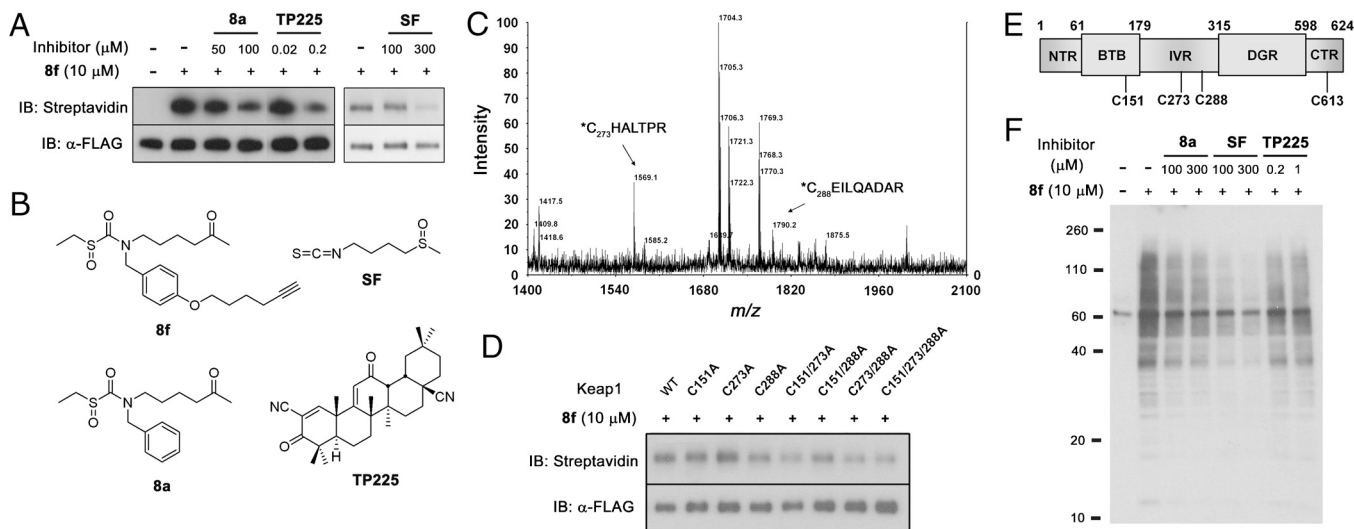 A
8a TP225 SF
Inhibitor (μM) 50 100 0.02 0.2 100 300
8f (10 μM) - + + + + + + + +
IB: Streptavidin
IB: α-FLAG
B
8f
SF
8a
TP225
S O O N O
S=C=N S O
S O O N O
NC O O H CN
C
Intensity
100
90
80
70
60
50
40
30
20
10
0
1400 1540 1680 1820 1960 2100
0
m/z
1704.3
1705.3
1706.3
1769.3
1721.3
1768.3
1770.3
1722.3
*C273HALTPR
1569.1
*C288EILQADAR
1790.2
1417.5
1409.8
1418.6
1585.2
1875.5
D
Keap1 WT C151A C273A C288A C151/273A C151/288A C273/288A C151/273/288A
8f (10 μM) + + + + + + + +
IB: Streptavidin
IB: α-FLAG
E
1 61 179 315 598 624
NTR BTB IVR DGR CTR
C151 C273 C288 C613
F
Inhibitor 8a SF TP225
(μM) - - 100 300 100 300 0.2 1
8f (10 μM) - + + + + + + +
260
110
60
40
20
10